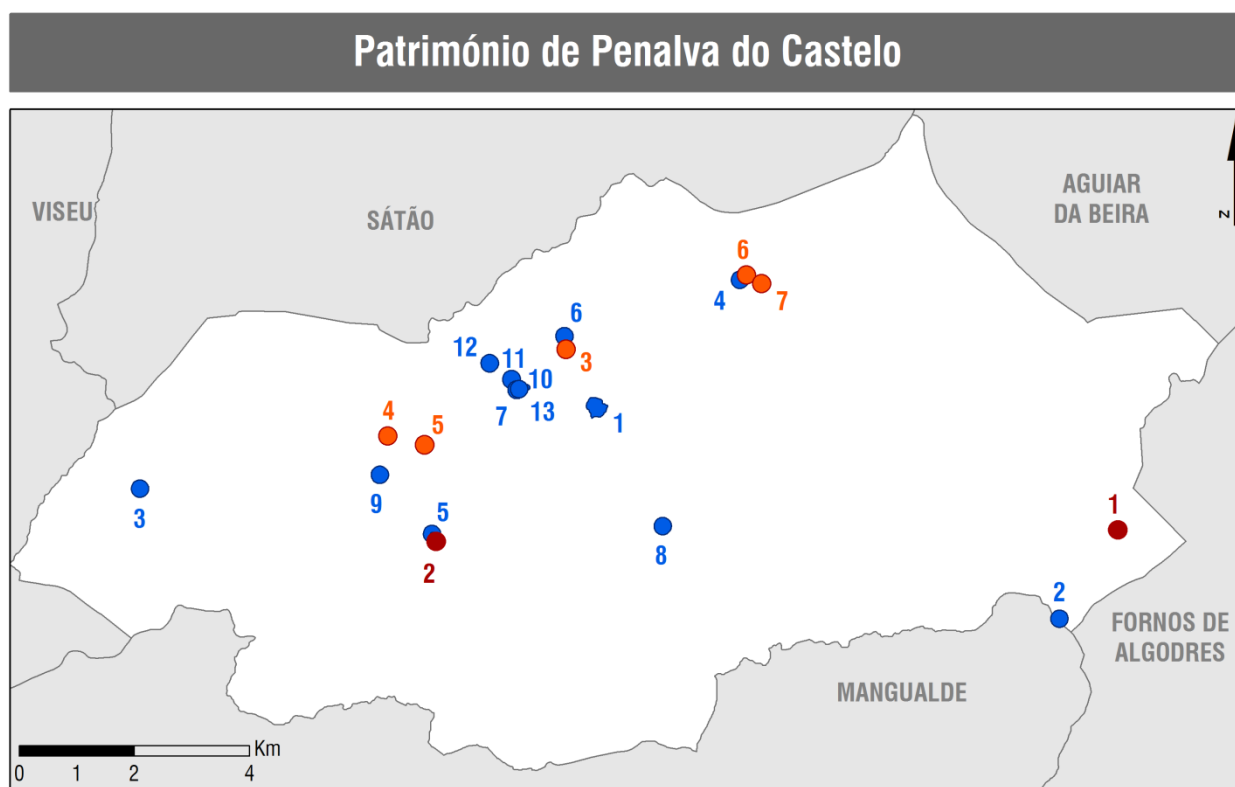 Património de Penalva do Castelo
VISEU
SÁTÃO
AGUIAR
DA BEIRA
N
6
4
7
6
3
12
11
10
7
13
1
4
5
9
3
5
2
8
1
2
FORNOS DE
ALGODRES
MANGUALDE
Km
0 1 2 4